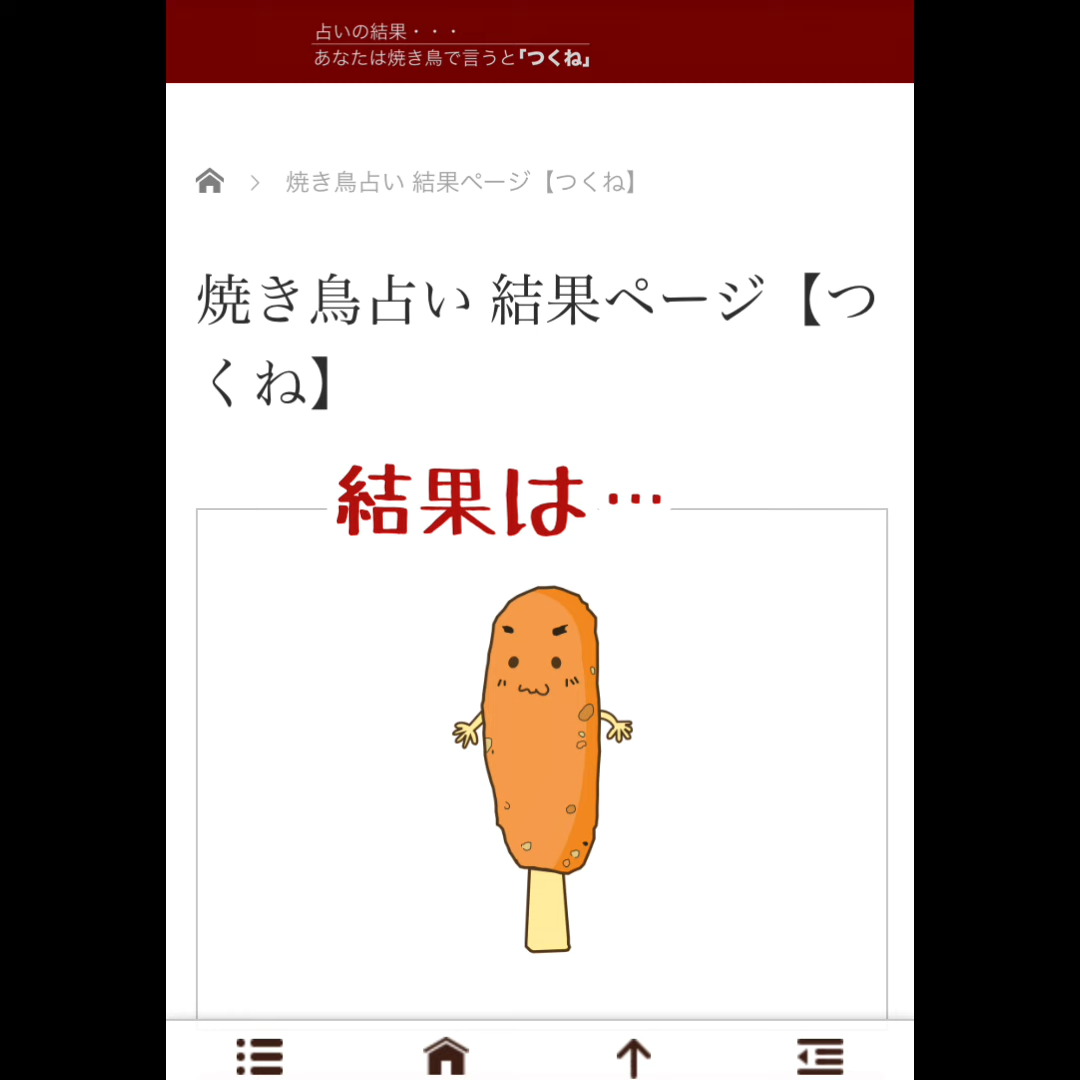 占いの結果・・・
あなたは焼き鳥で言うと「つくね」
焼き鳥占い 結果ページ【つくね】
焼き鳥占い 結果ページ【つ
くね】
結果は…